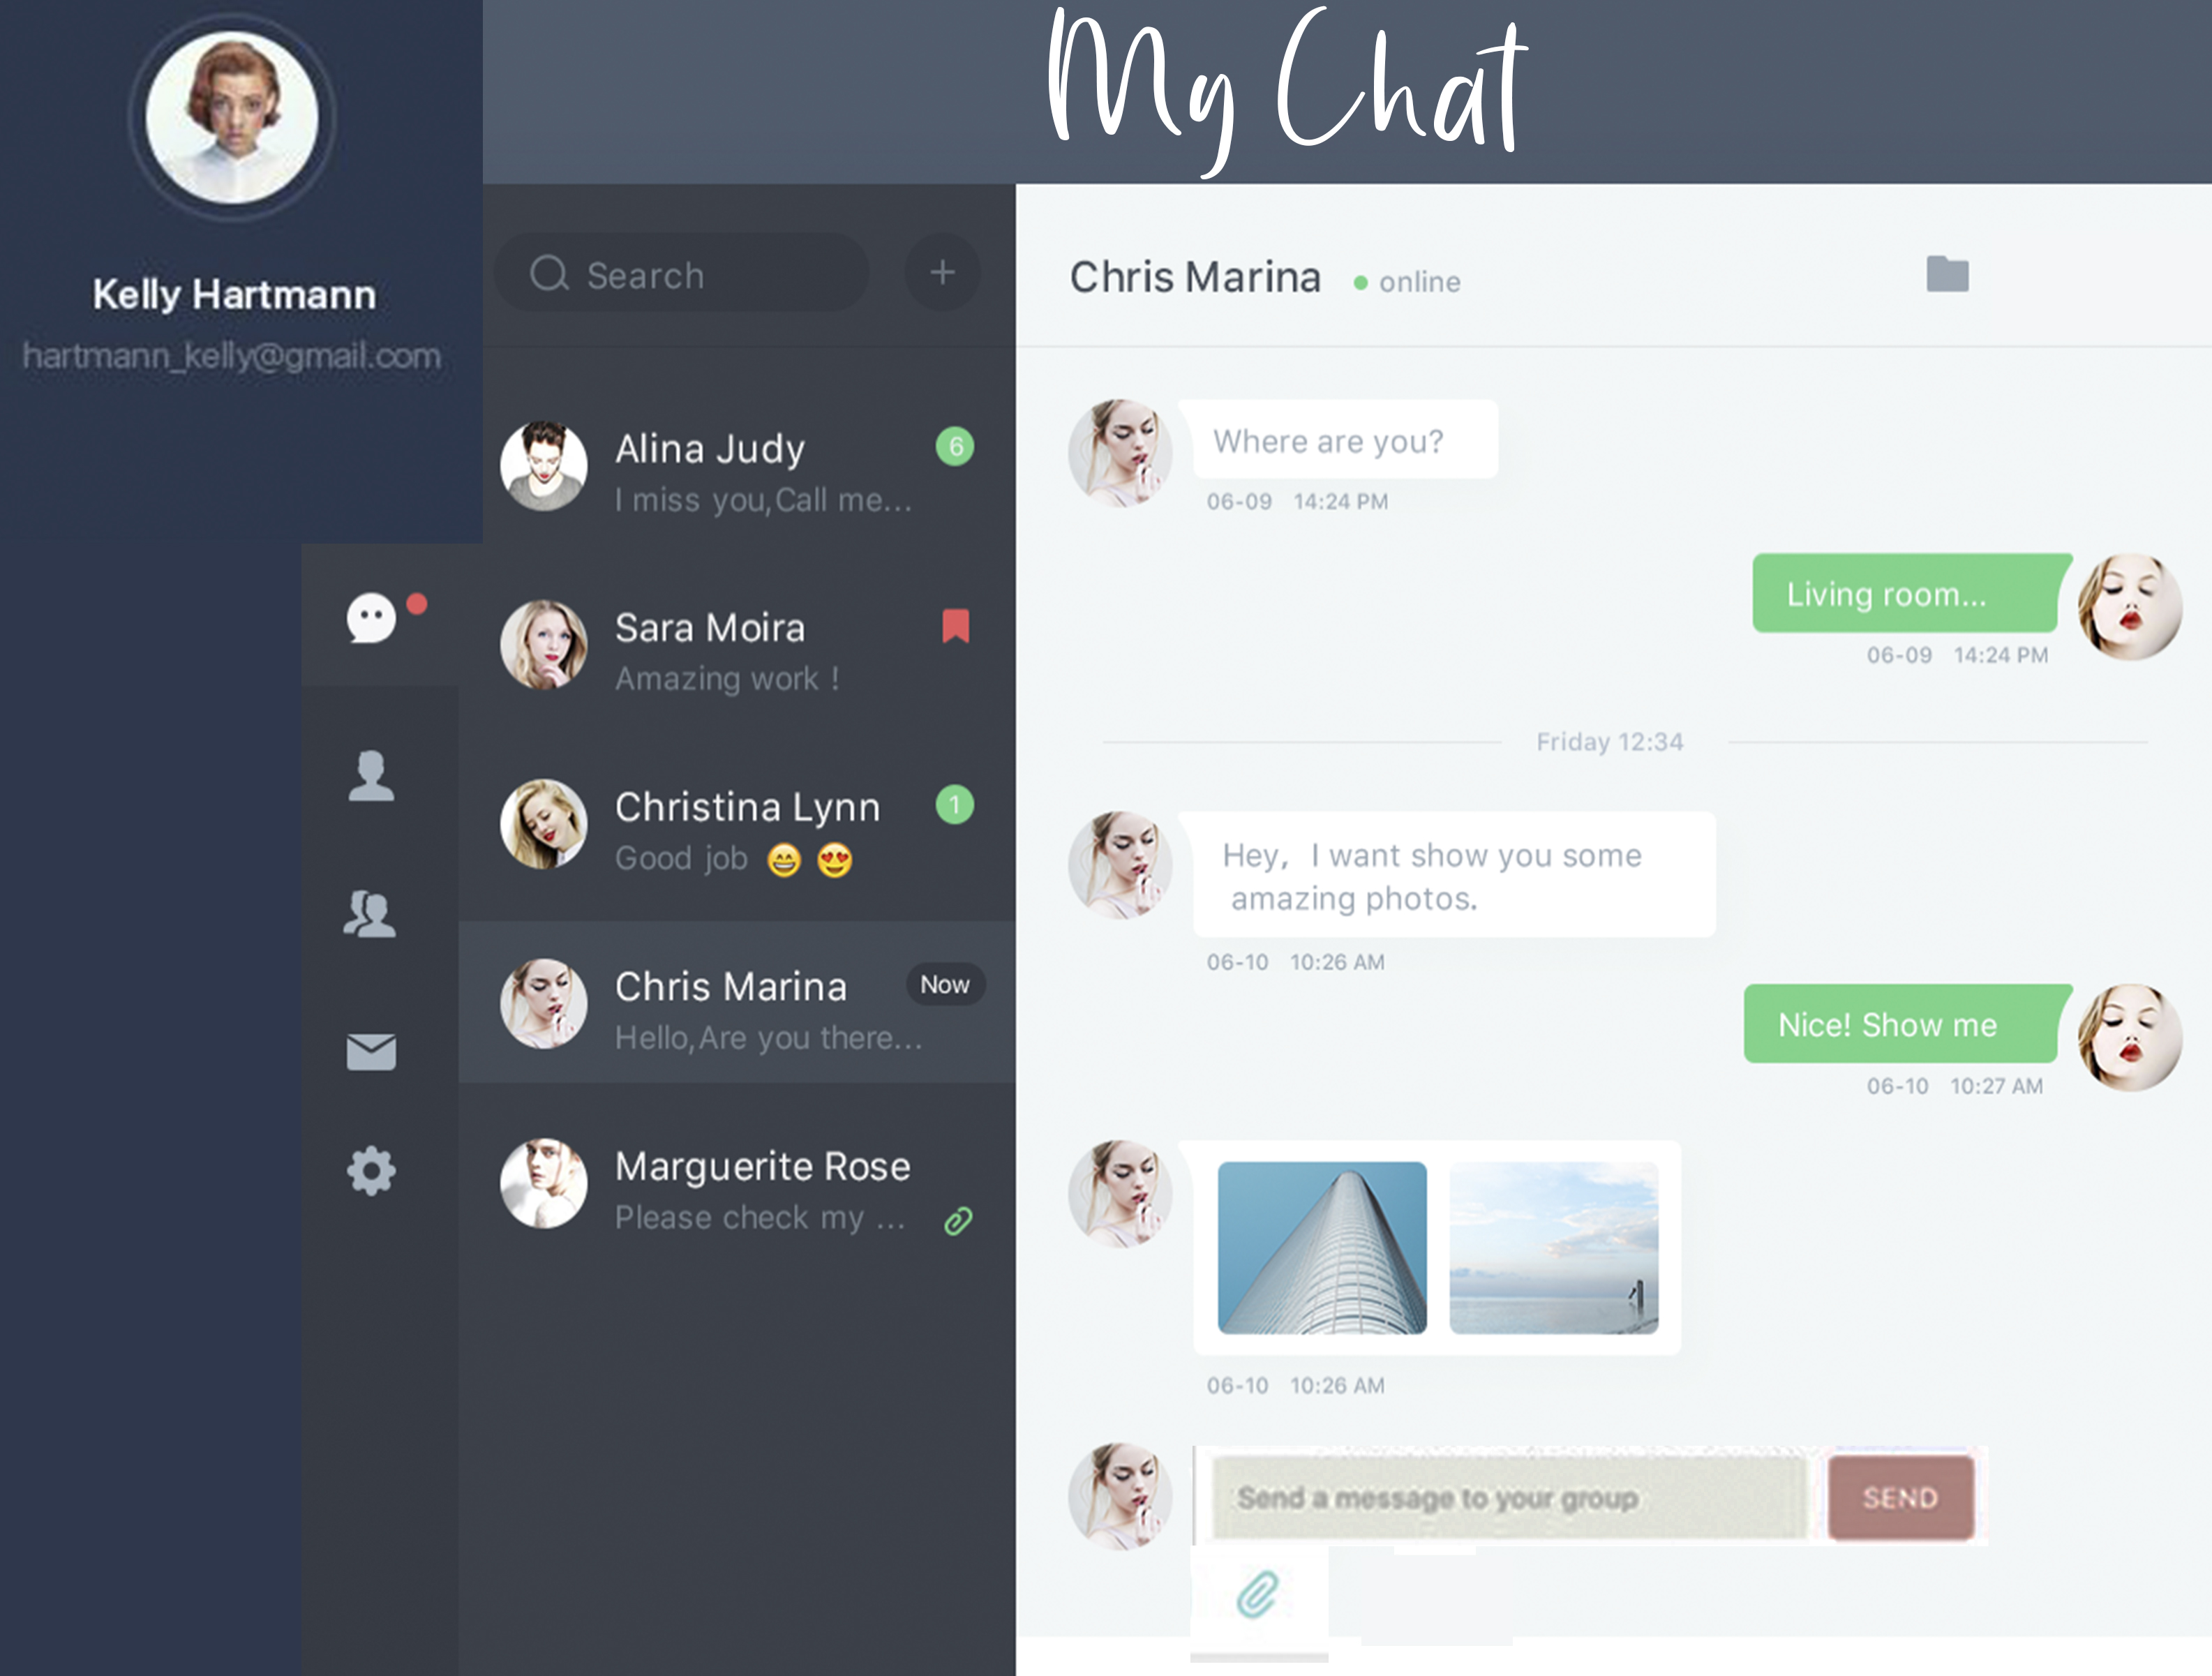 My Chat
Kelly Hartmann
hartmann_kelly@gmail.com
Search
Alina Judy
6
I miss you,Call me...
Sara Moira
Amazing work !
Christina Lynn
1
Good job 😄 😍
Chris Marina
Now
Hello,Are you there...
Marguerite Rose
Please check my ...
Chris Marina
online
Where are you?
06-09 14:24 PM
Living room...
06-09 14:24 PM
Friday 12:34
Hey, I want show you some
amazing photos.
06-10 10:26 AM
Nice! Show me
06-10 10:27 AM
06-10 10:26 AM
Send a message to your group
SEND